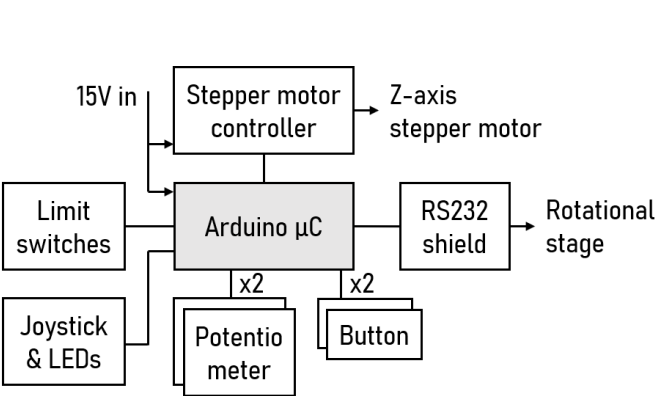 15V in
Stepper motor
controller
Z-axis
stepper motor
Limit
switches
Arduino µC
RS232
shield
Rotational
stage
x2
x2
Joystick
& LEDs
Potentio
meter
Button